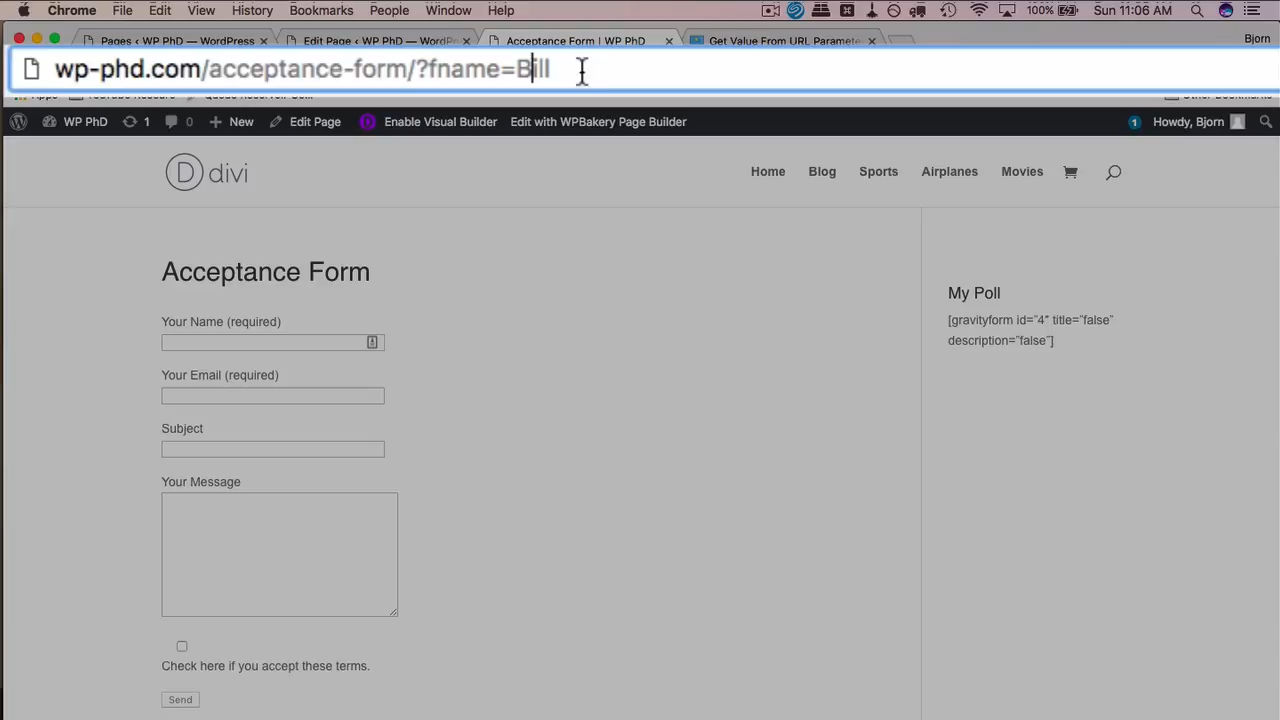 Chrome File Edit View History Bookmarks People Window Help 100% Sun 11:06 AM
Pages ‹ WP PhD — WordPress Edit Page ‹ WP PhD — WordPr Acceptance Form | WP PhD Get Value From URL Paramete Bjorn
wp-phd.com/acceptance-form/?fname=Bill
WP PhD 1 0 + New Edit Page Enable Visual Builder Edit with WPBakery Page Builder 1 Howdy, Bjorn
D divi Home Blog Sports Airplanes Movies
Acceptance Form
Your Name (required)
Your Email (required)
Subject
Your Message
Check here if you accept these terms.
Send
My Poll
[gravityform id="4" title="false"
description="false"]